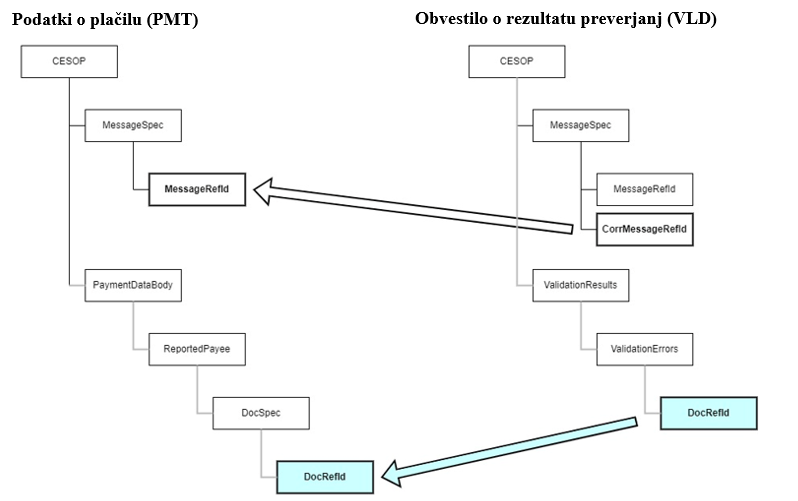 Podatki o plačilu (PMT)
CESOP
MessageSpec
MessageRefId
PaymentDataBody
ReportedPayee
DocSpec
DocRefId
Obvestilo o rezultatu preverjanj (VLD)
CESOP
MessageSpec
MessageRefId
CorrMessageRefId
ValidationResults
ValidationErrors
DocRefId